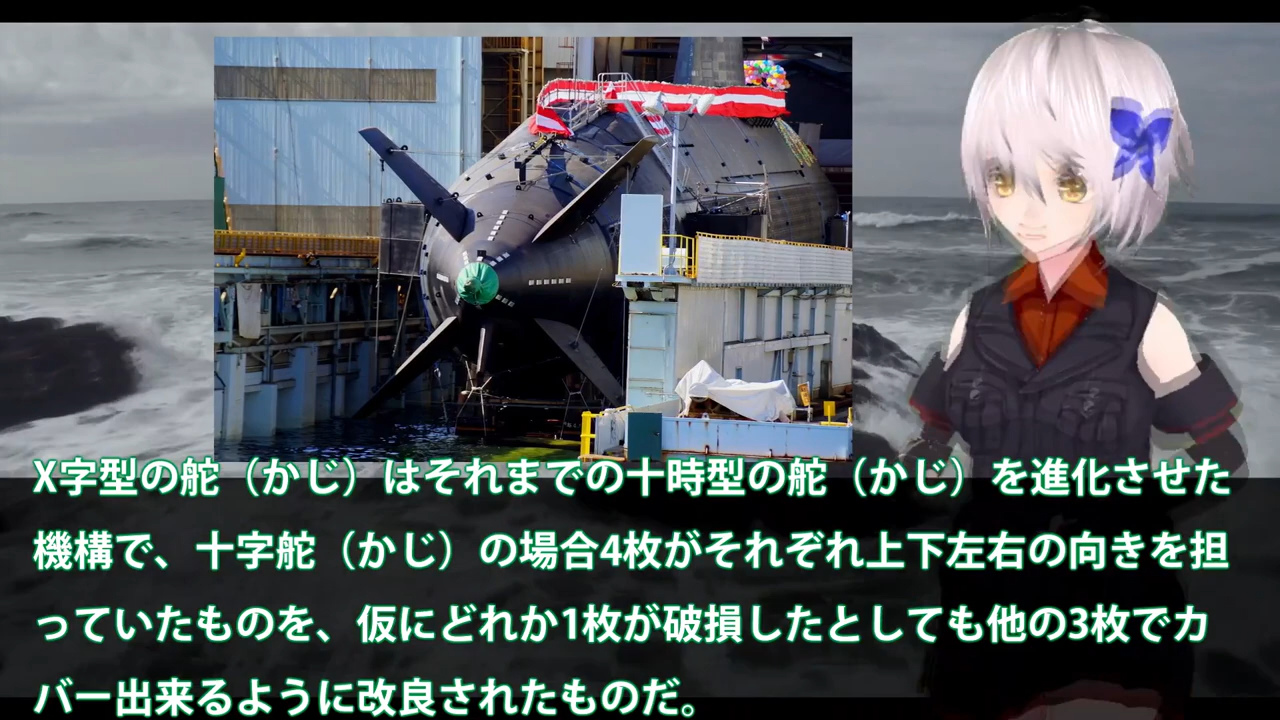 X字型の舵（かじ）はそれまでの十時型の舵（かじ）を進化させた
機構で、十字舵（かじ）の場合4枚がそれぞれ上下左右の向きを担
っていたものを、仮にどれか1枚が破損したとしても他の3枚でカ
バー出来るように改良されたものだ。